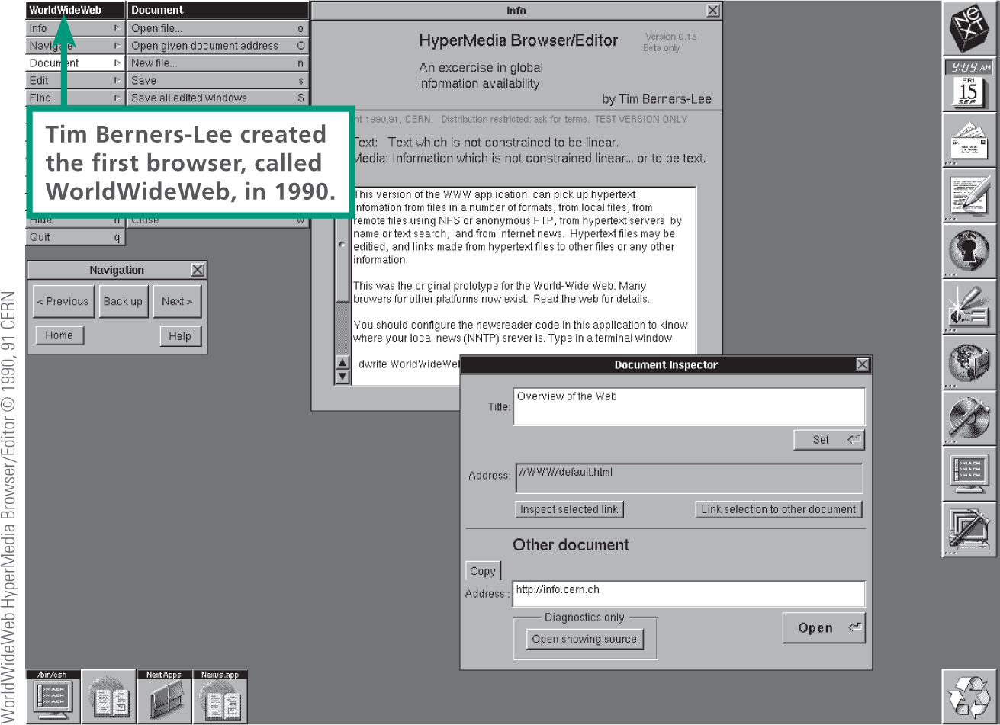 WorldWideWeb
Info
Navigate
Document
Edit
Find
Hide h
Quit q
Document
Open file... o
Open given document address O
New file... n
Save s
Save all edited windows S
Close w
Tim Berners-Lee created
the first browser, called
WorldWideWeb, in 1990.
Info
HyperMedia Browser/Editor
Version 0.15
Beta only
An excercise in global
information availability
by Tim Berners-Lee
1990,91, CERN. Distribution restricted: ask for terms. TEST VERSION ONLY
Text: Text which is not constrained to be linear.
Media: Information which is not constrained linear... or to be text.
This version of the WWW application can pick up hypertext
infomation from files in a number of formats, from local files, from
remote files using NFS or anonymous FTP, from hypertext servers by
name or text search, and from internet news. Hypertext files may be
editied, and links made from hypertext files to other files or any other
information.
This was the original prototype for the World-Wide Web. Many
browers for other platforms now exist. Read the web for details.
You should configure the newsreader code in this application to klnow
where your local news (NNTP) srever is. Type in a terminal window
dwrite WorldWideWe
Navigation
< Previous Back up Next >
Home Help
Document Inspector
Title: Overview of the Web
Set
Address: //WWW/default.html
Inspect selected link Link selection to other document
Other document
Copy
Address : http://info.cern.ch
Diagnostics only
Open showing source
Open
NeXT
9:09 AM
FRI
15
SEP
>MACH
>MACH
>MACH
/bin/csh
>MACH
>MACH
>MACH
Next Apps
Nexus.app
WorldWideWeb HyperMedia Browser/Editor © 1990, 91 CERN